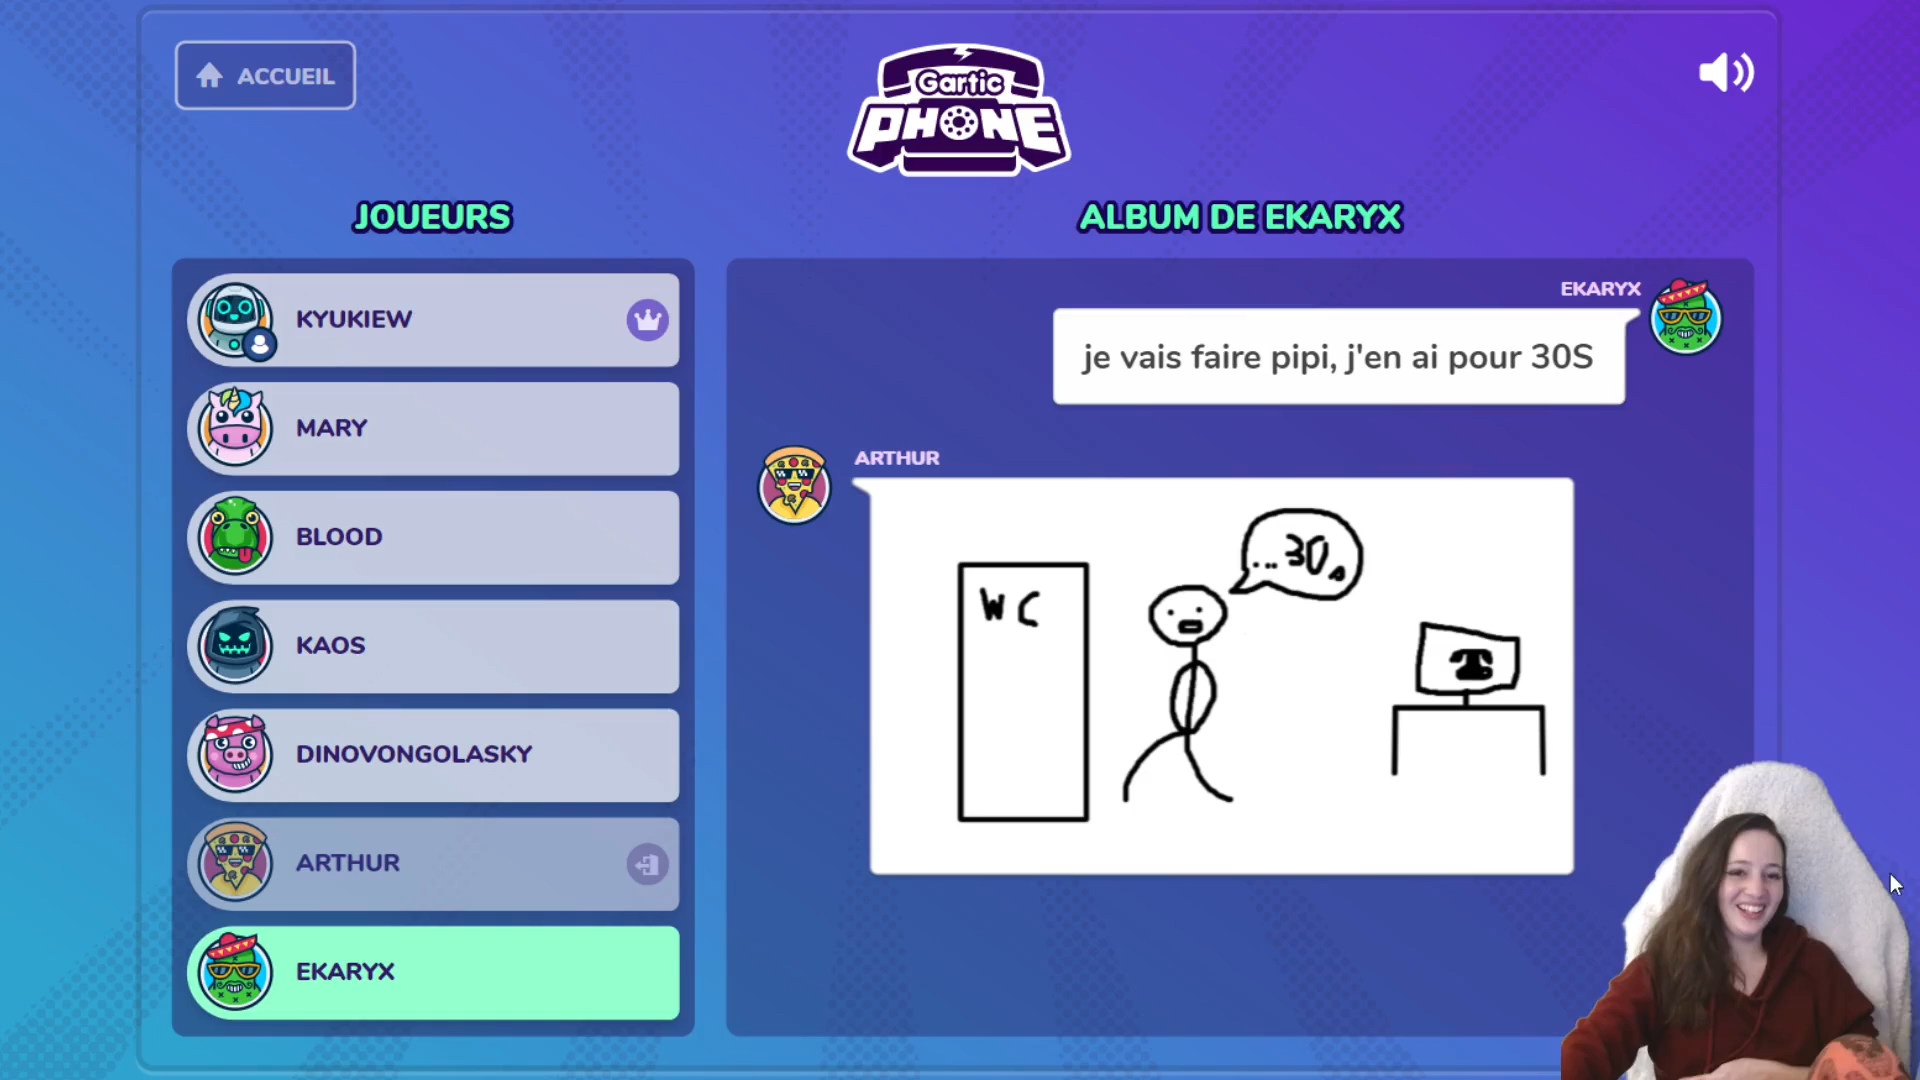 ACCUEIL
Gartic
PHONE
JOUEURS
KYUKIEW
MARY
BLOOD
KAOS
DINOVONGOLASKY
ARTHUR
EKARYX
ALBUM DE EKARYX
EKARYX
je vais faire pipi, j'en ai pour 30S
ARTHUR
... 30s
WC